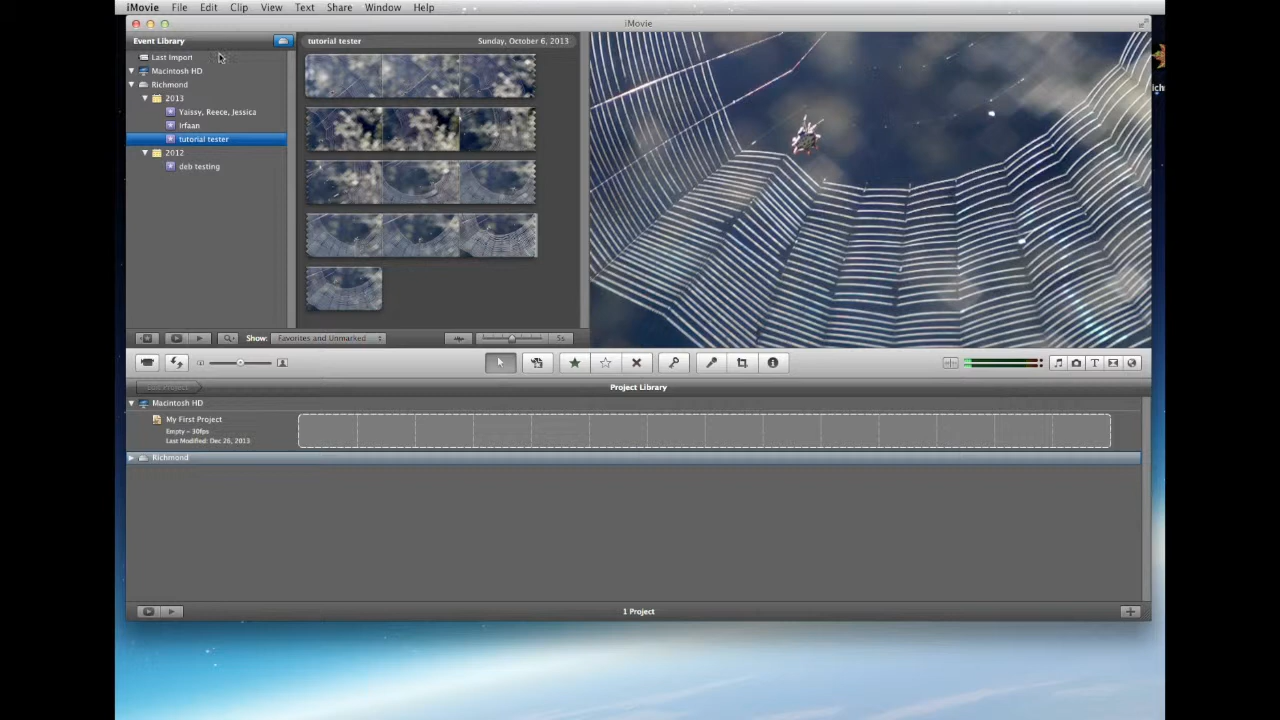 iMovie File Edit Clip View Text Share Window Help
iMovie
Event Library
tutorial tester Sunday, October 6, 2013
Last Import
Macintosh HD
Richmond
2013
Yaissy, Reece, Jessica
Irfaan
tutorial tester
2012
deb testing
Show: Favorites and Unmarked 5s
Project Library
Macintosh HD
My First Project
Empty - 30fps
Last Modified: Dec 26, 2013
Richmond
1 Project